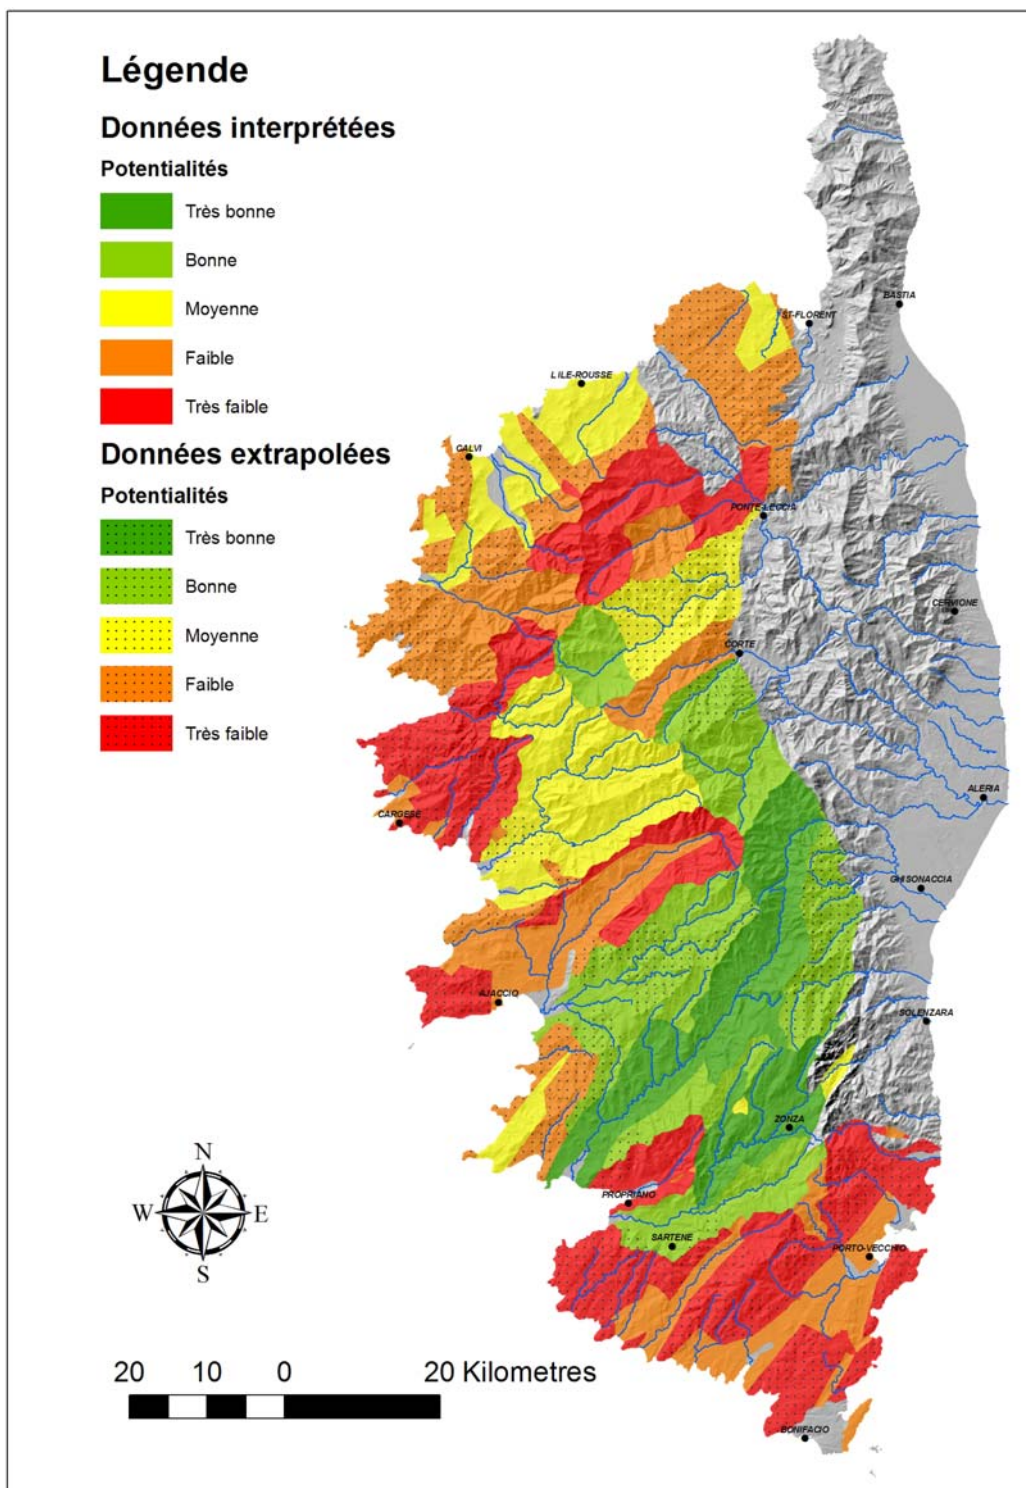 Légende
Données interprétées
Potentialités
Très bonne
Bonne
Moyenne
Faible
Très faible
Données extrapolées
Potentialités
Très bonne
Bonne
Moyenne
Faible
Très faible
BASTIA
ST-FLORENT
L ILE-ROUSSE
CALVI
PONTE-LECCIA
CERVIONE
CORTE
ALERIA
CARGESE
GHISONACCIA
AJACCIO
SOLENZARA
ZONZA
PROPRIANO
SARTENE
PORTO-VECCHIO
BONIFACIO
N
W E
S
20 10 0 20 Kilometres